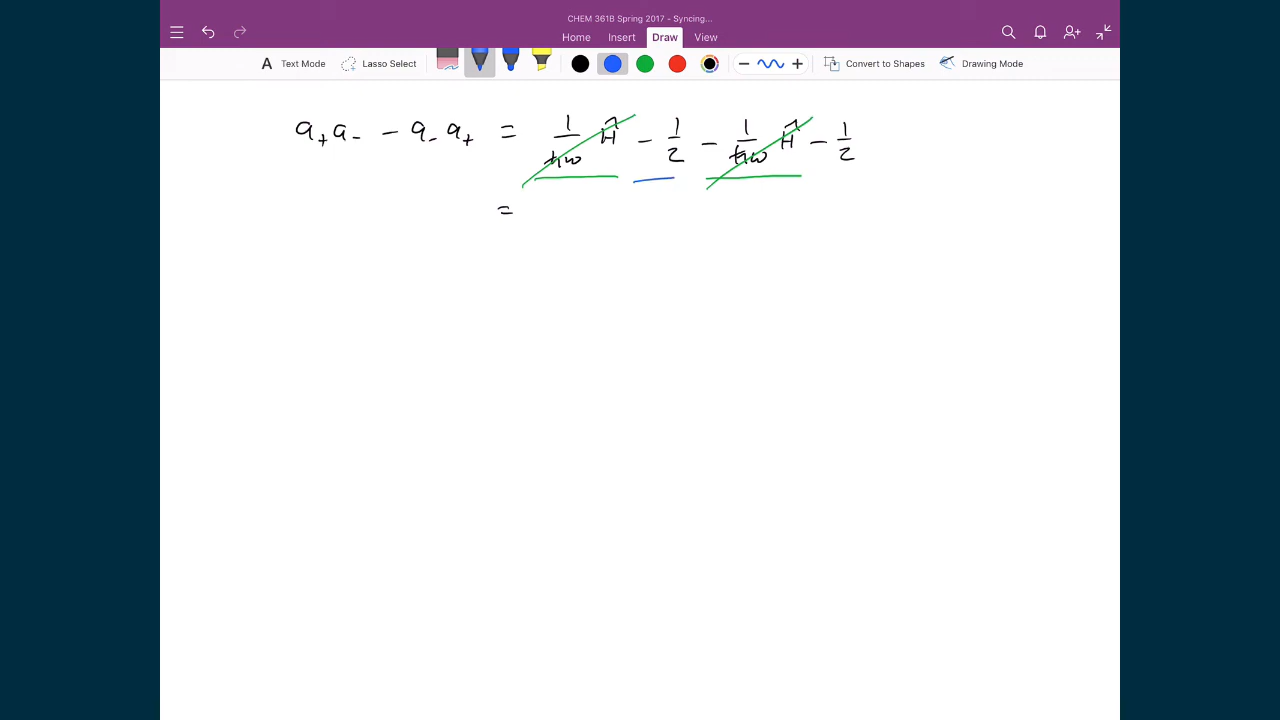 CHEM 361B Spring 2017 - Syncing...
Home Insert Draw View
A Text Mode Lasso Select Convert to Shapes Drawing Mode
a₊a₋ − a₋a₊ = 1/ħω Ĥ − 1/2 − 1/ħω Ĥ − 1/2
=